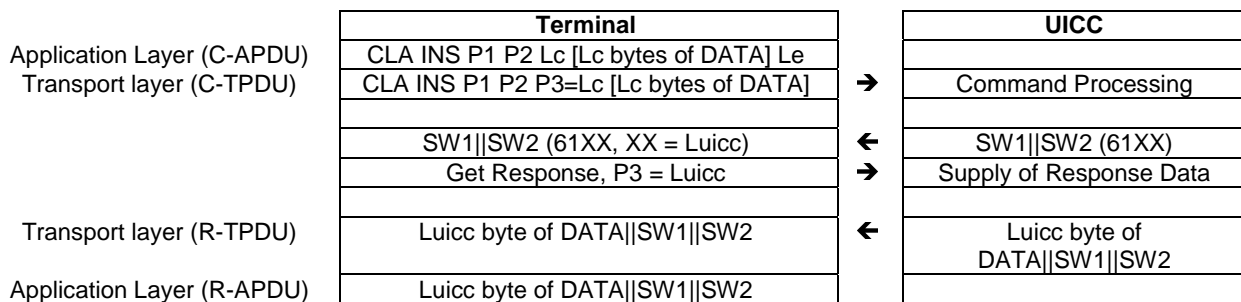 Terminal UICC
Application Layer (C-APDU) CLA INS P1 P2 Lc [Lc bytes of DATA] Le
Transport layer (C-TPDU) CLA INS P1 P2 P3=Lc [Lc bytes of DATA] ➔ Command Processing
SW1||SW2 (61XX, XX = Luicc) 🡸 SW1||SW2 (61XX)
Get Response, P3 = Luicc ➔ Supply of Response Data
Transport layer (R-TPDU) Luicc byte of DATA||SW1||SW2 🡸 Luicc byte of
DATA||SW1||SW2
Application Layer (R-APDU) Luicc byte of DATA||SW1||SW2